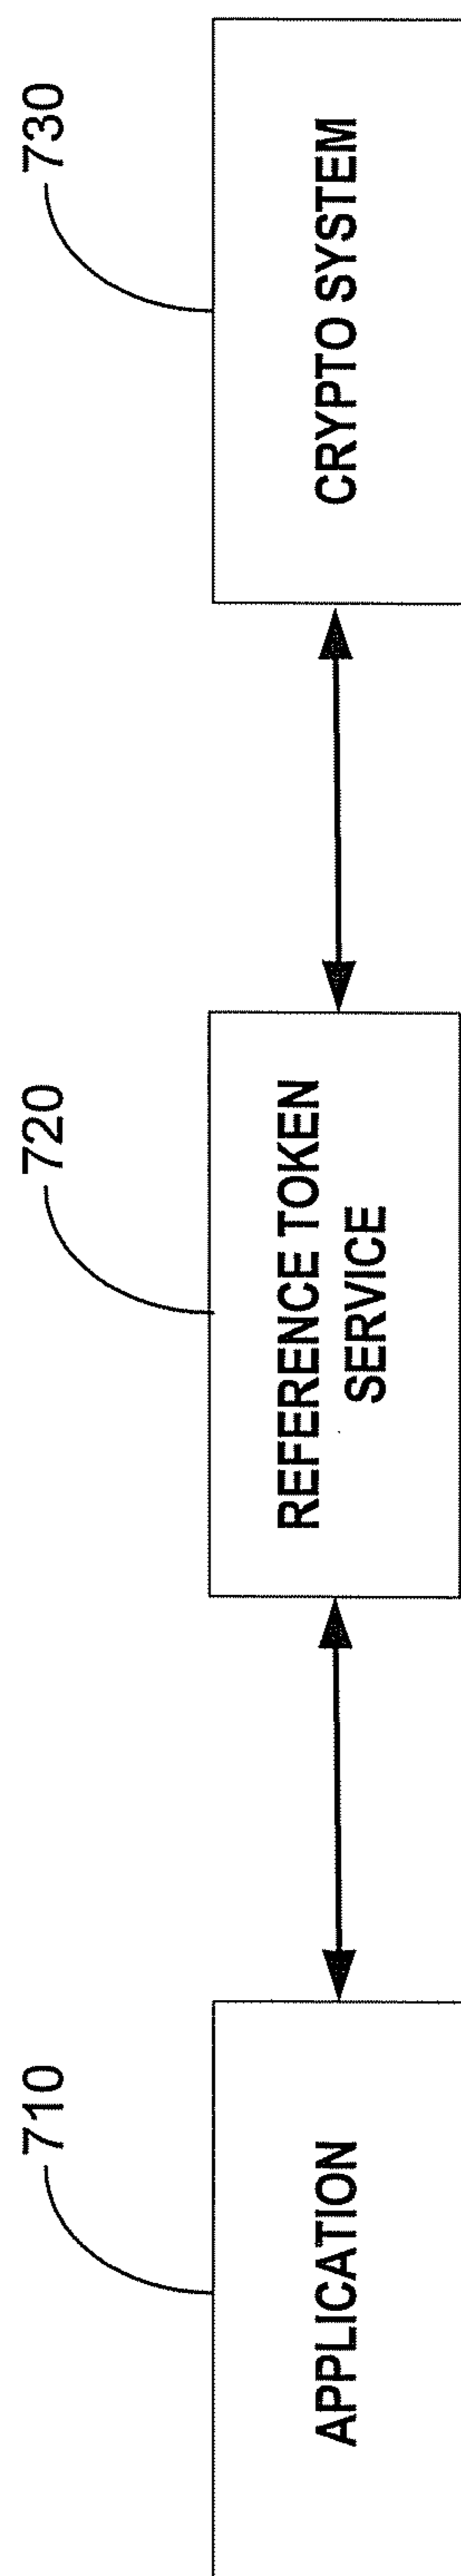 710
720
730
APPLICATION
REFERENCE TOKEN
SERVICE
CRYPTO SYSTEM